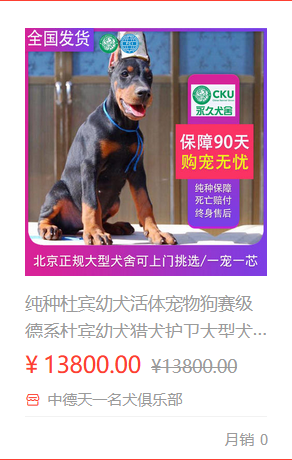 全国发货
CKU
永久犬舍
保障90天
购宠无忧
纯种保障
死亡赔付
终身售后
北京正规大型犬舍可上门挑选/一宠一芯
纯种杜宾幼犬活体宠物狗赛级
德系杜宾幼犬猎犬护卫大型犬...
¥ 13800.00 ¥13800.00
中德天一名犬俱乐部
月销 0